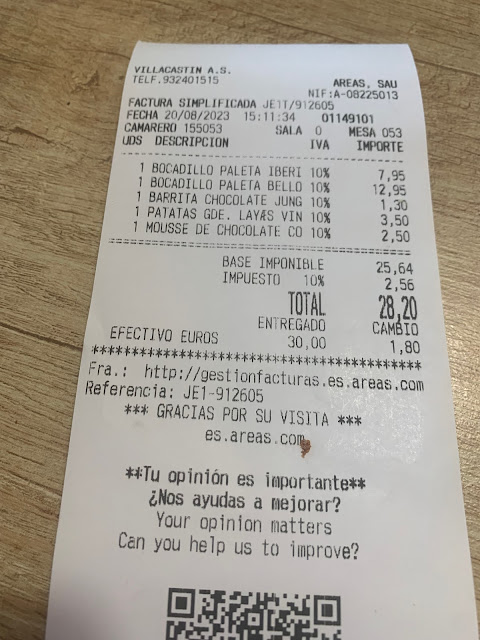 VILLACASTIN A.S.
TELF.932401515 AREAS, SAU
NIF:A-08225013
FACTURA SIMPLIFICADA JE1T/912605
FECHA 20/08/2023 15:11:34 01149101
CAMARERO 155053 SALA 0 MESA 053
UDS DESCRIPCION IVA IMPORTE
1 BOCADILLO PALETA IBERI 10% 7,95
1 BOCADILLO PALETA BELLO 10% 12,95
1 BARRITA CHOCOLATE JUNG 10% 1,30
1 PATATAS GDE. LAYÆS VIN 10% 3,50
1 MOUSSE DE CHOCOLATE CO 10% 2,50
BASE IMPONIBLE 25,64
IMPUESTO 10% 2,56
TOTAL 28,20
ENTREGADO CAMBIO
EFECTIVO EUROS 30,00 1,80
******************************************
Fra.: http://gestionfacturas.es.areas.com
Referencia: JE1-912605
*** GRACIAS POR SU VISITA ***
es.areas.com
**Tu opinión es importante**
¿Nos ayudas a mejorar?
Your opinion matters
Can you help us to improve?